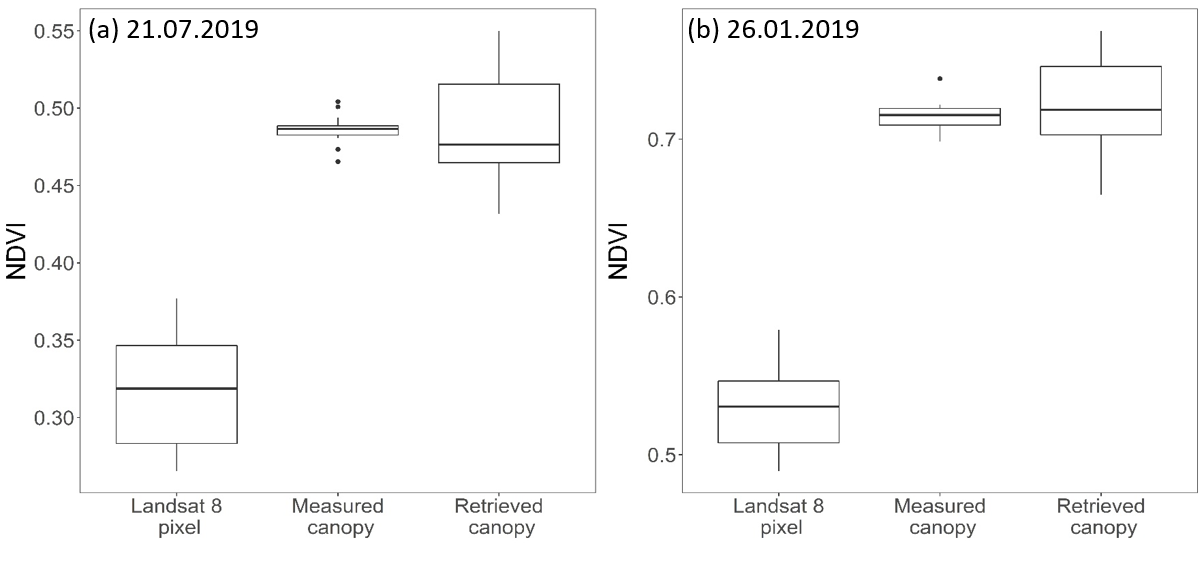 (a) 21.07.2019
NDVI
0.55
0.50
0.45
0.40
0.35
0.30
Landsat 8
pixel
Measured
canopy
Retrieved
canopy
(b) 26.01.2019
NDVI
0.7
0.6
0.5
Landsat 8
pixel
Measured
canopy
Retrieved
canopy